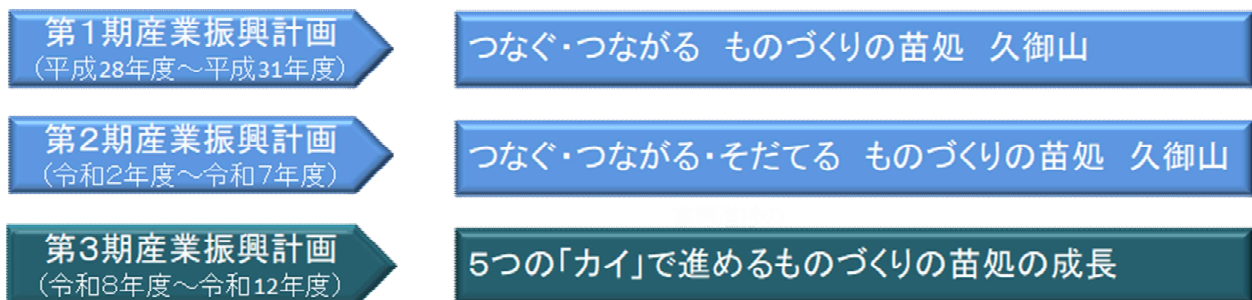 第1期産業振興計画
(平成28年度～平成31年度)
つなぐ・つながる ものづくりの苗処 久御山
第2期産業振興計画
(令和2年度～令和7年度)
つなぐ・つながる・そだてる ものづくりの苗処 久御山
第3期産業振興計画
(令和8年度～令和12年度)
5つの｢カイ｣で進めるものづくりの苗処の成長